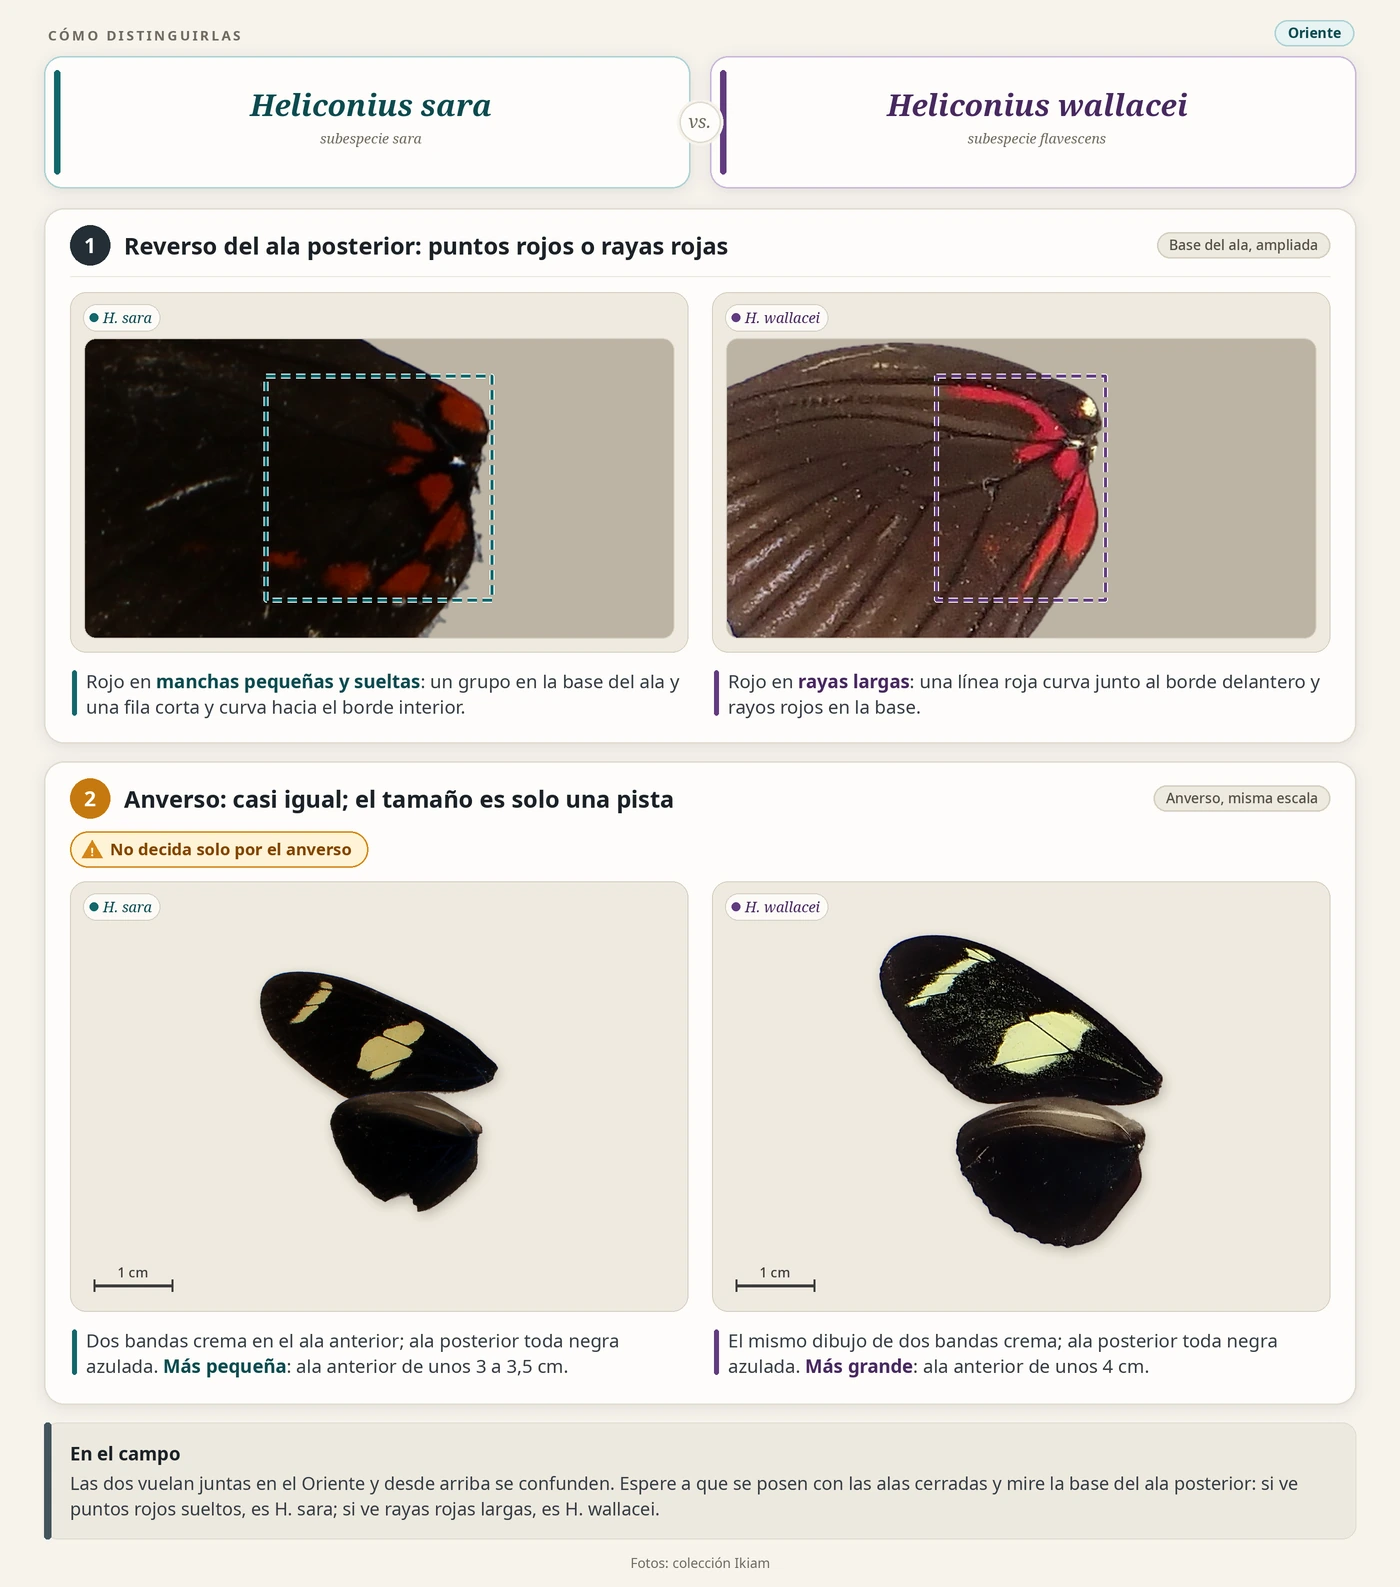 CÓMO DISTINGUIRLAS
Oriente
Heliconius sara
subespecie sara
vs.
Heliconius wallacei
subespecie flavescens
1
Reverso del ala posterior: puntos rojos o rayas rojas
Base del ala, ampliada
H. sara
H. wallacei
Rojo en manchas pequeñas y sueltas: un grupo en la base del ala y
una fila corta y curva hacia el borde interior.
Rojo en rayas largas: una línea roja curva junto al borde delantero y
rayos rojos en la base.
2
Anverso: casi igual; el tamaño es solo una pista
Anverso, misma escala
No decida solo por el anverso
H. sara
H. wallacei
1 cm
1 cm
Dos bandas crema en el ala anterior; ala posterior toda negra
azulada. Más pequeña: ala anterior de unos 3 a 3,5 cm.
El mismo dibujo de dos bandas crema; ala posterior toda negra
azulada. Más grande: ala anterior de unos 4 cm.
En el campo
Las dos vuelan juntas en el Oriente y desde arriba se confunden. Espere a que se posen con las alas cerradas y mire la base del ala posterior: si ve
puntos rojos sueltos, es H. sara; si ve rayas rojas largas, es H. wallacei.
Fotos: colección Ikiam